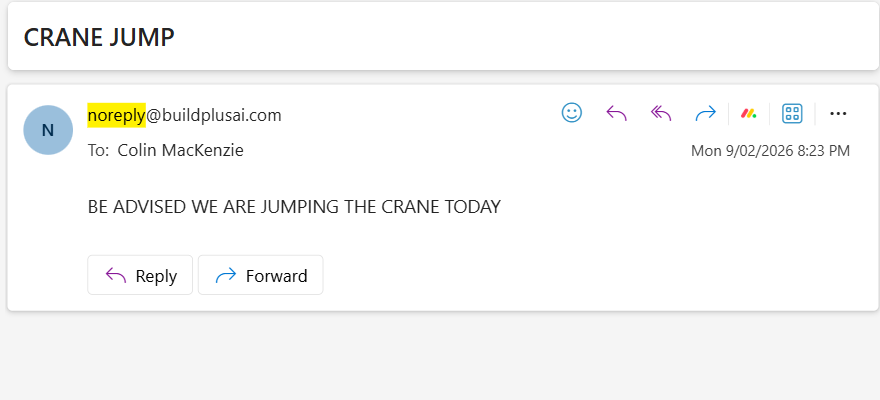 CRANE JUMP
N
noreply@buildplusai.com
To: Colin MacKenzie
Mon 9/02/2026 8:23 PM
BE ADVISED WE ARE JUMPING THE CRANE TODAY
Reply
Forward